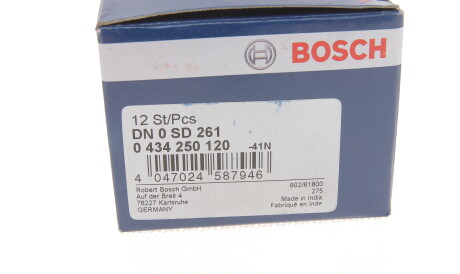 BOSCH
12 St/Pcs
DN 0 SD 261
0 434 250 120 -41N
4 047024 587946
Robert Bosch GmbH
Auf der Breit 4
76227 Karlsruhe
GERMANY
902/61800
275
Made in India
Fabriqué en Inde